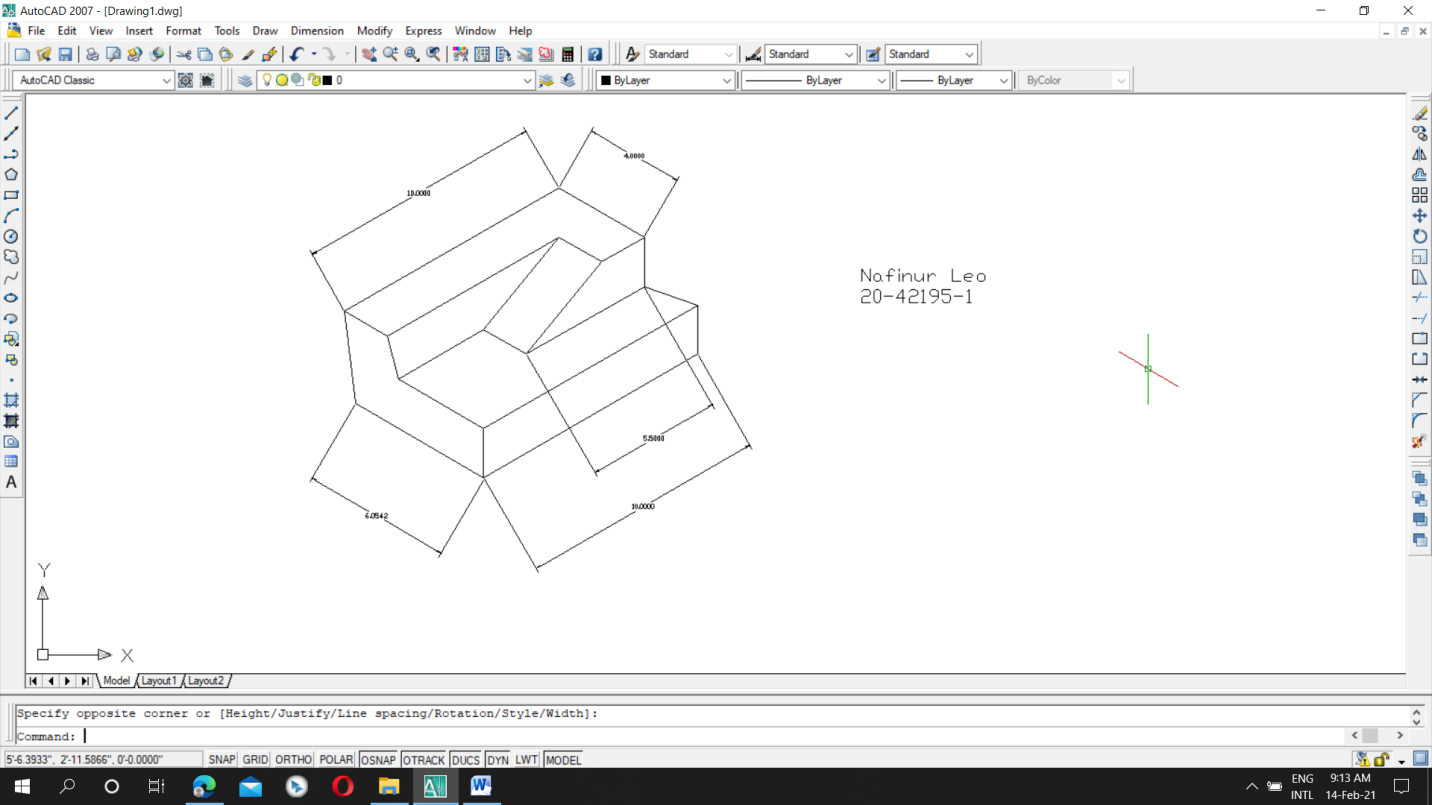 AutoCAD 2007 - [Drawing1.dwg]
File Edit View Insert Format Tools Draw Dimension Modify Express Window Help
Standard Standard Standard
AutoCAD Classic 0 ByLayer ByLayer ByLayer ByColor
4.0000
10.0000
Nafinur Leo
20-42195-1
5.5000
10.0000
6.0542
Y
X
Model Layout1 Layout2
Specify opposite corner or [Height/Justify/Line spacing/Rotation/Style/Width]:
Command:
5'-6.3933", 2'-11.5866", 0'-0.0000" SNAP GRID ORTHO POLAR OSNAP OTRACK DUCS DYN LWT MODEL
ENG 9:13 AM
INTL 14-Feb-21